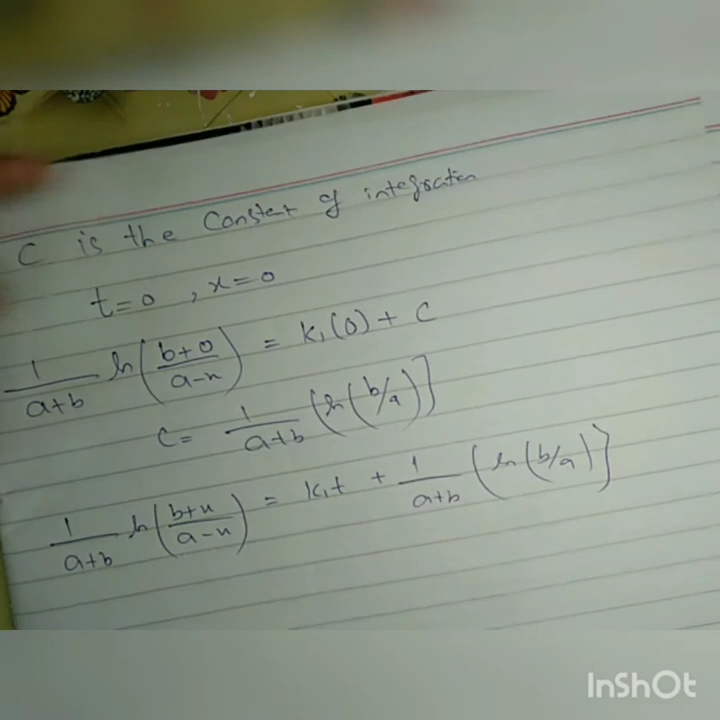 C is the Constant of integration
t=0 , x=0
1/(a+b) ln((b+0)/(a-x)) = k₁(0) + C
C = 1/(a+b) (ln(b/a)]
1/(a+b) ln((b+x)/(a-x)) = k₁t + 1/(a+b) (ln(b/a)}
InShOt